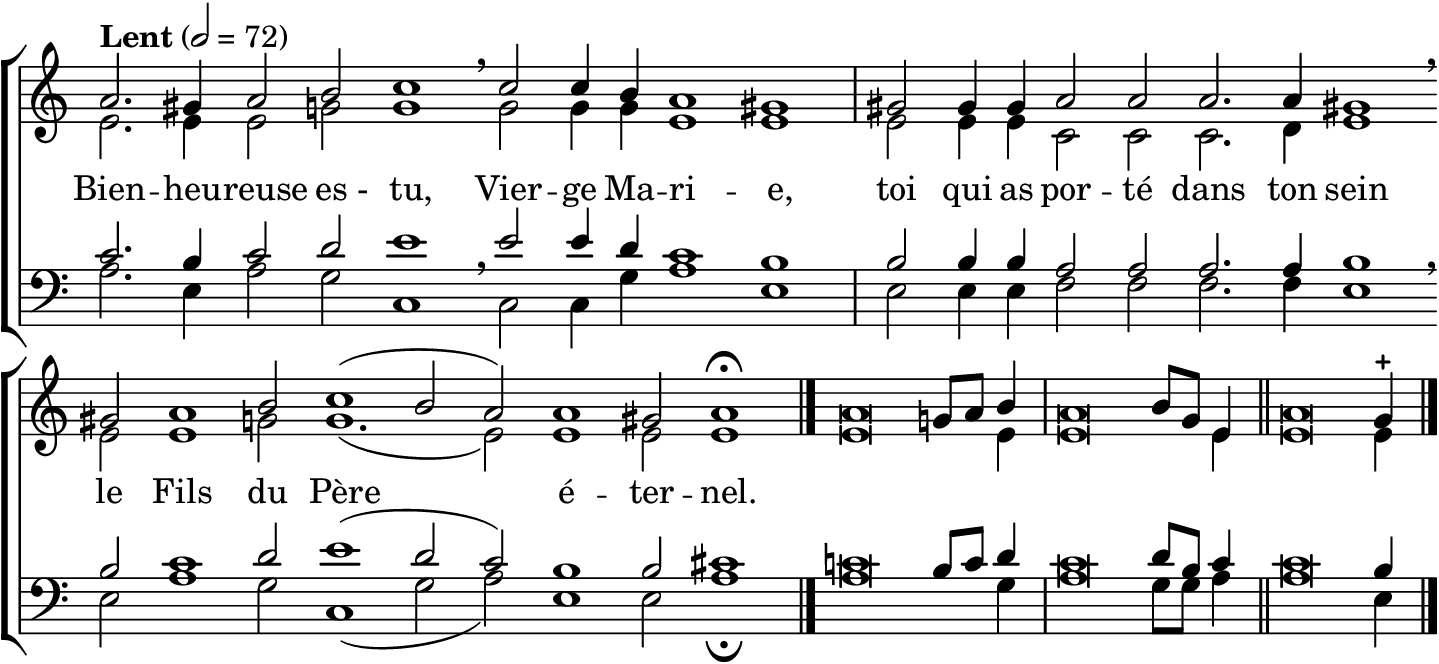 Lent (𝅗𝅥 = 72)
Bien -- heureuse es - tu, Vier -- ge Ma -- ri -- e, toi qui as por -- té dans ton sein
le Fils du Père é -- ter -- nel.